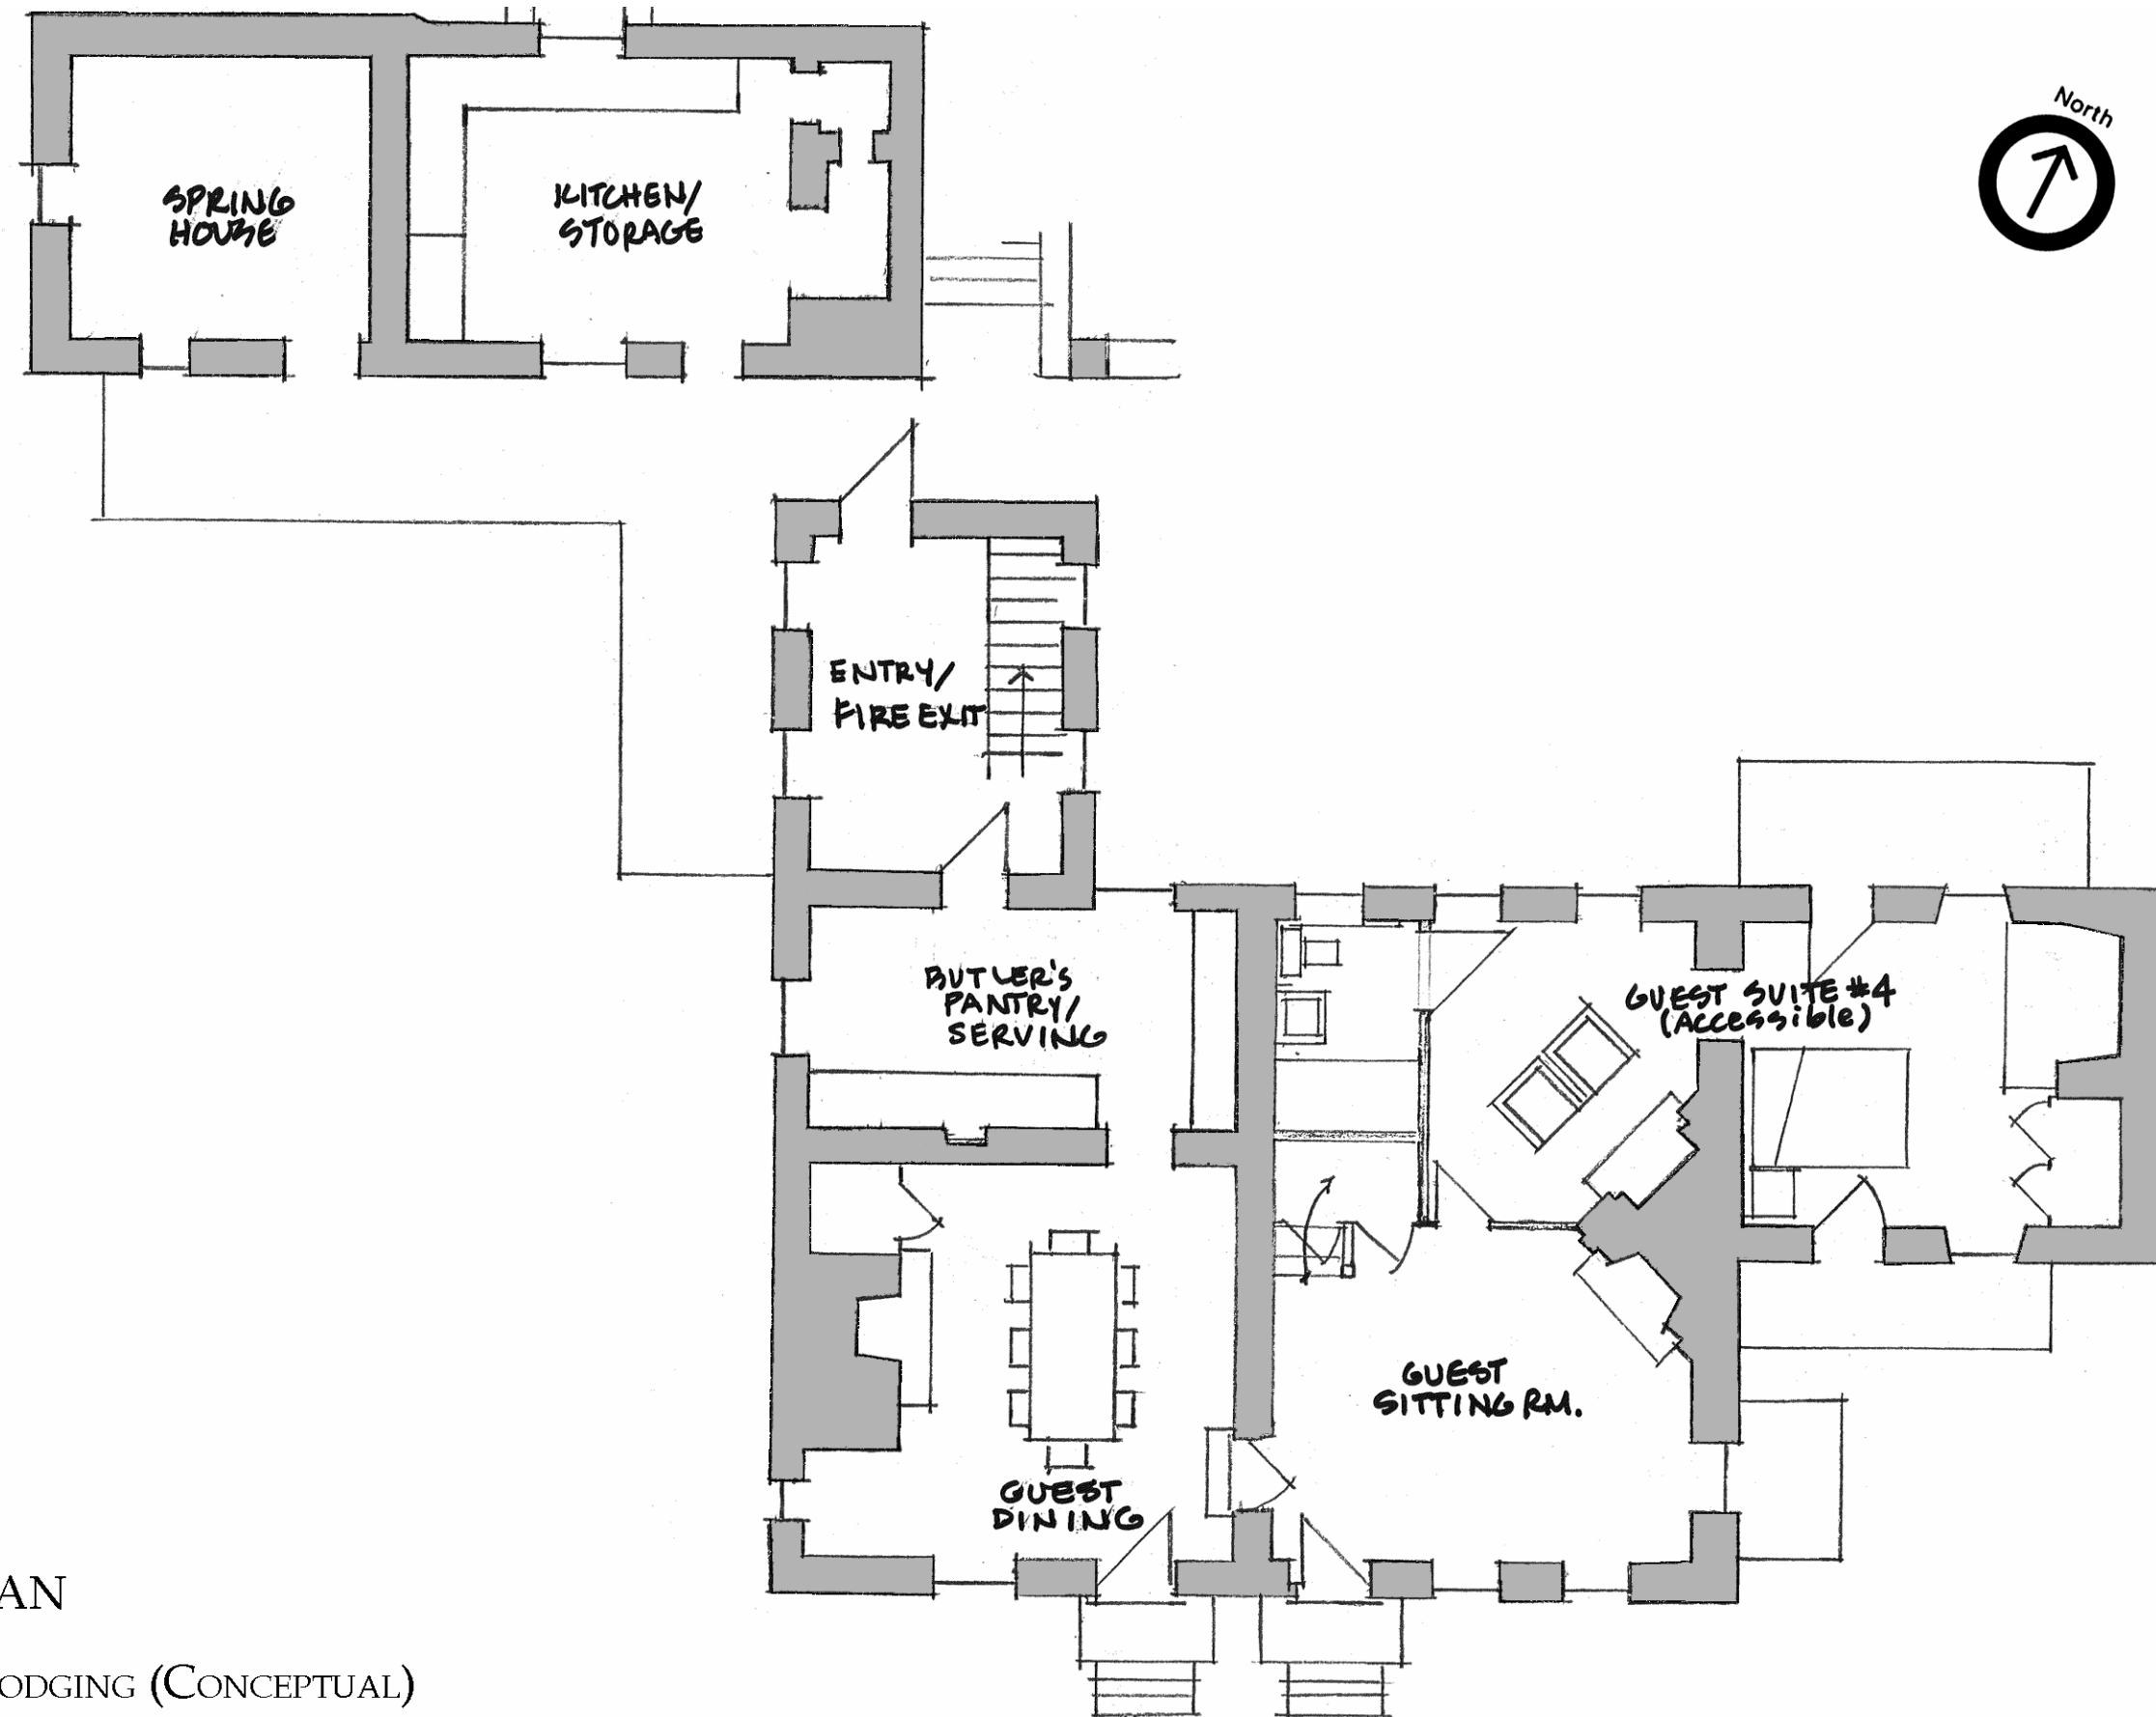 North
SPRING
HOUSE
KITCHEN/
STORAGE
ENTRY/
FIRE EXIT
BUTLER'S
PANTRY/
SERVING
GUEST SUITE #4
(Accessible)
GUEST
SITTING RM.
GUEST
DINING
AN
ODGING (CONCEPTUAL)